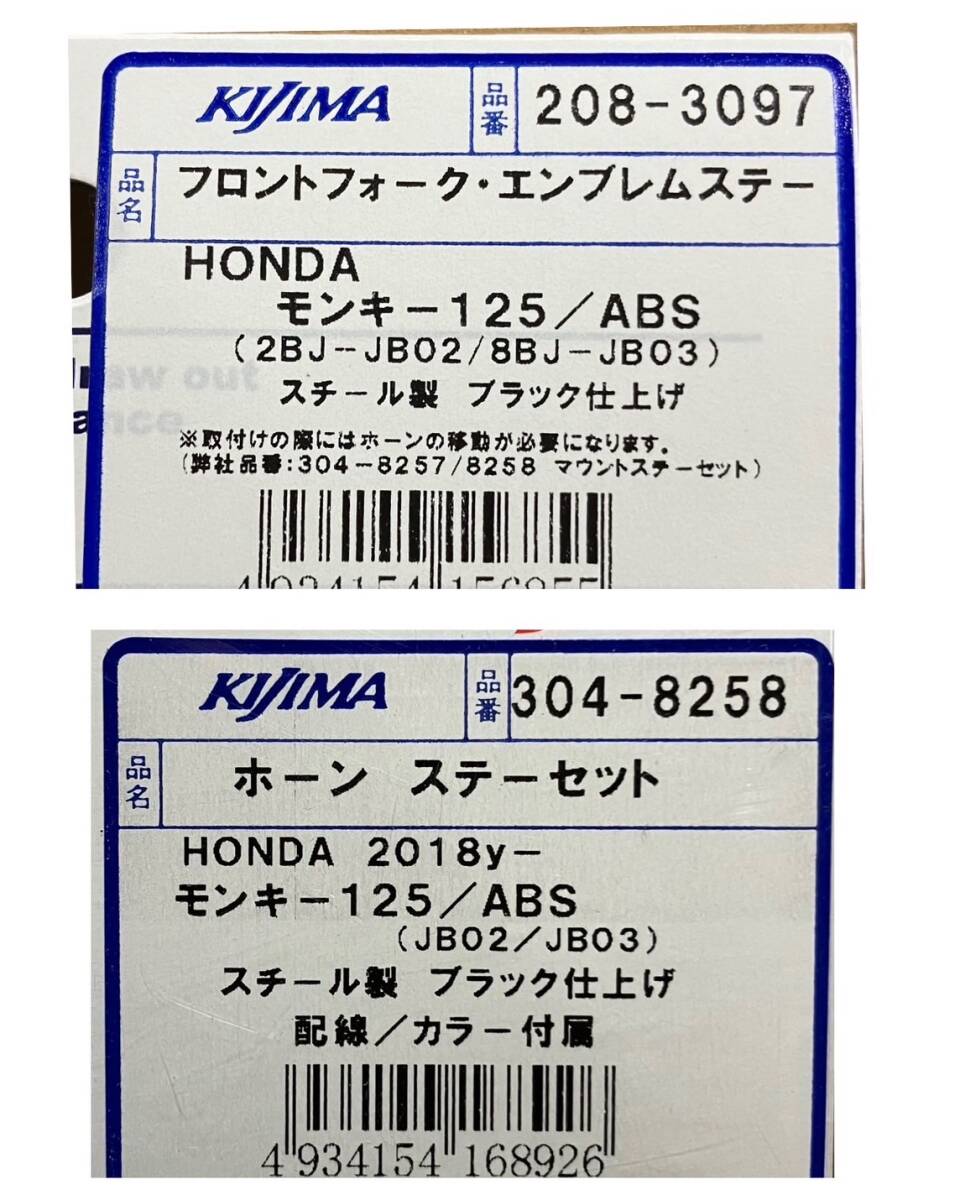 KIJIMA 品番 208-3097
品名 フロントフォーク・エンブレムステー
HONDA
モンキー125/ABS
(2BJ-JB02/8BJ-JB03)
スチール製 ブラック仕上げ
※取付けの際にはホーンの移動が必要になります。
(弊社品番:304-8257/8258 マウントステーセット)
raw out
ance
KIJIMA 品番 304-8258
品名 ホーン ステーセット
HONDA 2018y-
モンキー125/ABS
(JB02/JB03)
スチール製 ブラック仕上げ
配線/カラー付属
4 934154 168926